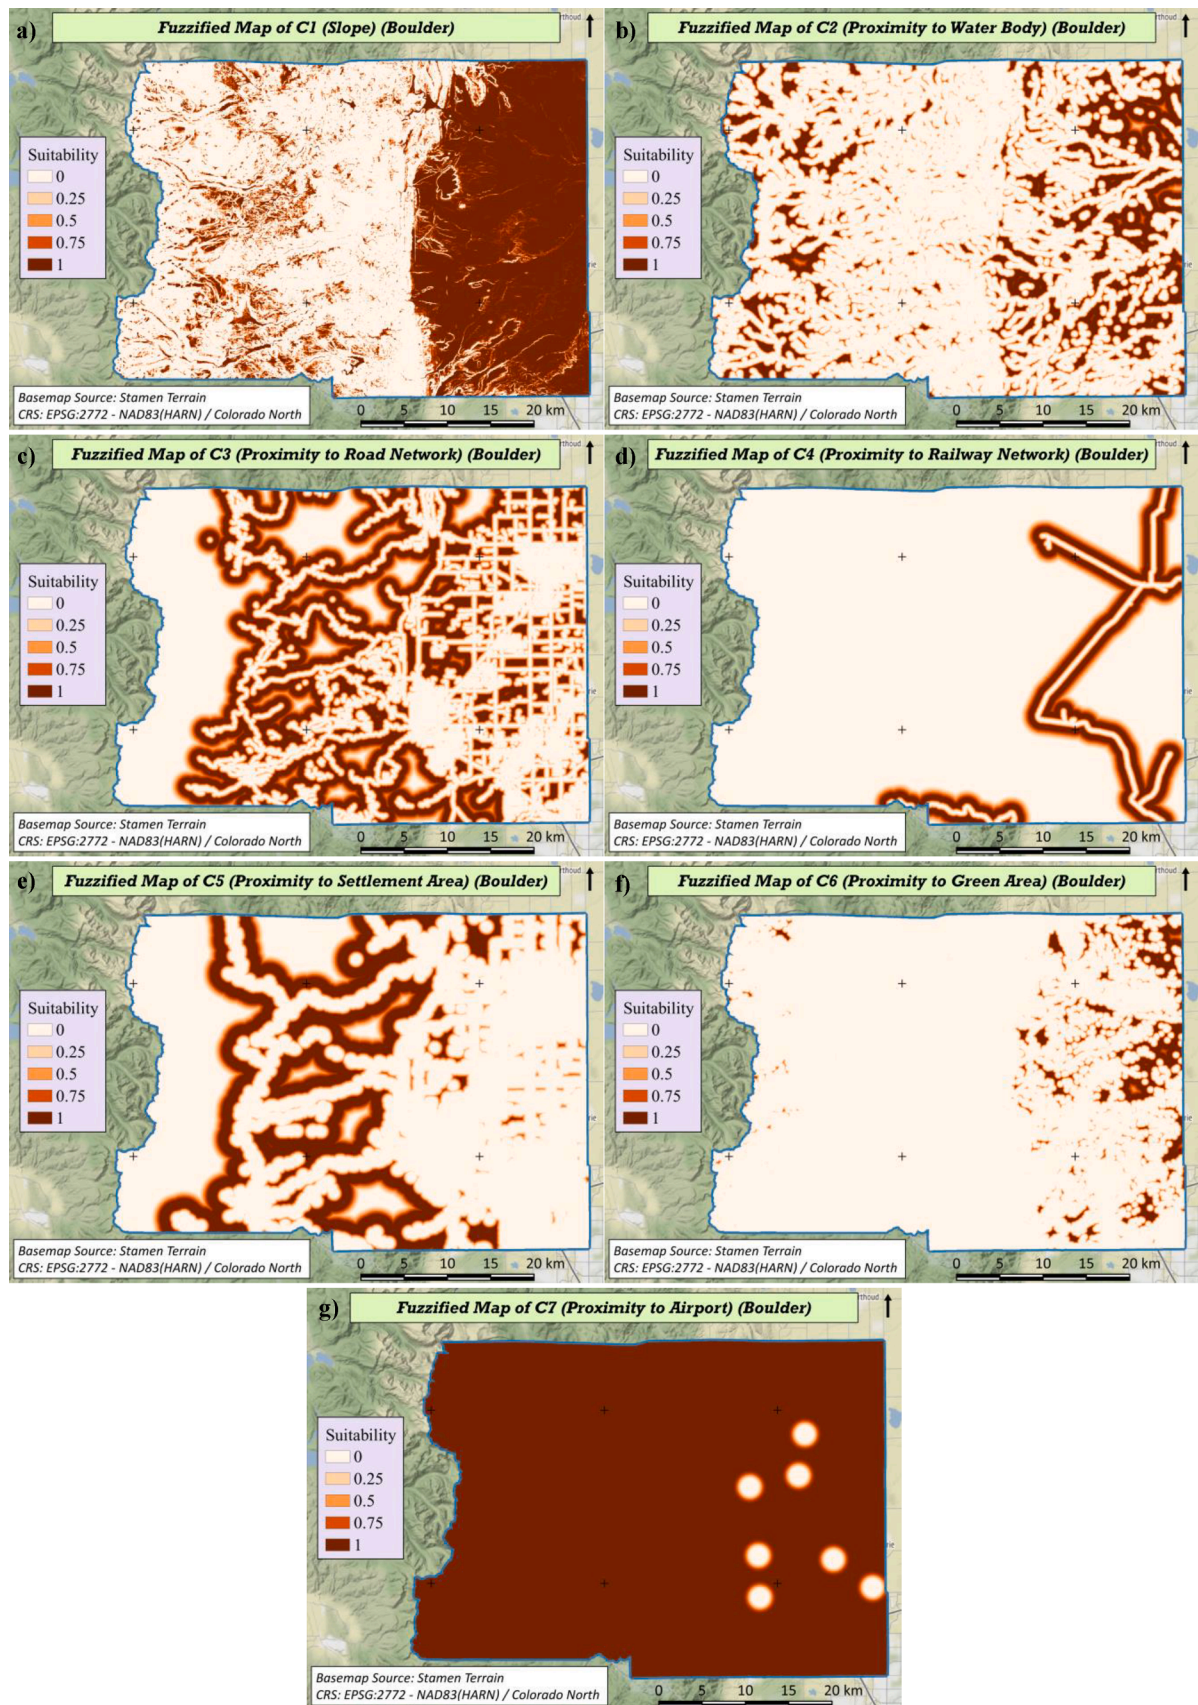 a)
Fuzzified Map of C1 (Slope) (Boulder)
Suitability
0
0.25
0.5
0.75
1
Basemap Source: Stamen Terrain
CRS: EPSG:2772 - NAD83(HARN) / Colorado North
0 5 10 15 20 km
b)
Fuzzified Map of C2 (Proximity to Water Body) (Boulder)
Suitability
0
0.25
0.5
0.75
1
Basemap Source: Stamen Terrain
CRS: EPSG:2772 - NAD83(HARN) / Colorado North
0 5 10 15 20 km
c)
Fuzzified Map of C3 (Proximity to Road Network) (Boulder)
Suitability
0
0.25
0.5
0.75
1
Basemap Source: Stamen Terrain
CRS: EPSG:2772 - NAD83(HARN) / Colorado North
0 5 10 15 20 km
d)
Fuzzified Map of C4 (Proximity to Railway Network) (Boulder)
Suitability
0
0.25
0.5
0.75
1
Basemap Source: Stamen Terrain
CRS: EPSG:2772 - NAD83(HARN) / Colorado North
0 5 10 15 20 km
e)
Fuzzified Map of C5 (Proximity to Settlement Area) (Boulder)
Suitability
0
0.25
0.5
0.75
1
Basemap Source: Stamen Terrain
CRS: EPSG:2772 - NAD83(HARN) / Colorado North
0 5 10 15 20 km
f)
Fuzzified Map of C6 (Proximity to Green Area) (Boulder)
Suitability
0
0.25
0.5
0.75
1
Basemap Source: Stamen Terrain
CRS: EPSG:2772 - NAD83(HARN) / Colorado North
0 5 10 15 20 km
g)
Fuzzified Map of C7 (Proximity to Airport) (Boulder)
Suitability
0
0.25
0.5
0.75
1
Basemap Source: Stamen Terrain
CRS: EPSG:2772 - NAD83(HARN) / Colorado North
0 5 10 15 20 km